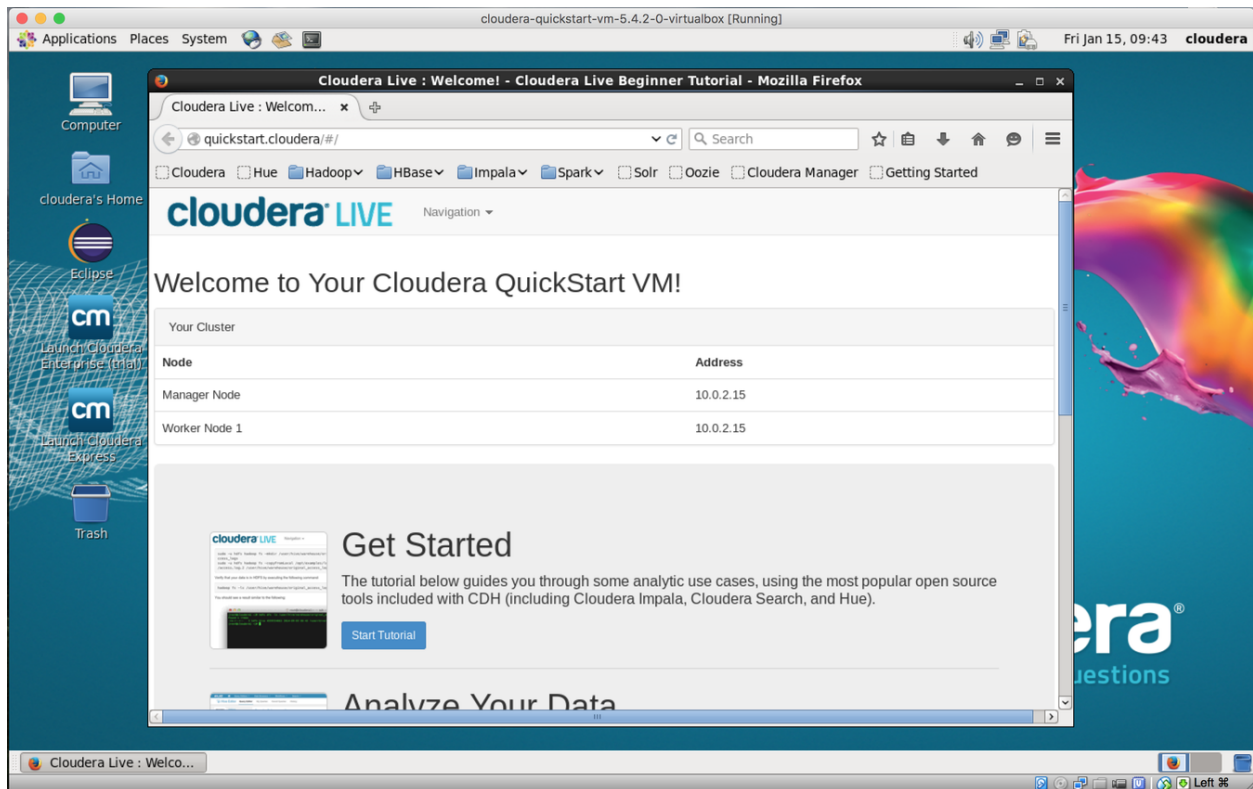 cloudera-quickstart-vm-5.4.2-0-virtualbox [Running]
Applications Places System Fri Jan 15, 09:43 cloudera
Cloudera Live : Welcome! - Cloudera Live Beginner Tutorial - Mozilla Firefox
Cloudera Live : Welcom...
quickstart.cloudera/#/ Search
Cloudera Hue Hadoop HBase Impala Spark Solr Oozie Cloudera Manager Getting Started
cloudera LIVE Navigation
Computer
cloudera's Home
Eclipse
cm
Launch Cloudera
Enterprise (trial)
cm
Launch Cloudera
Express
Trash
Welcome to Your Cloudera QuickStart VM!
Your Cluster
Node Address
Manager Node 10.0.2.15
Worker Node 1 10.0.2.15
cloudera LIVE
Get Started
The tutorial below guides you through some analytic use cases, using the most popular open source
tools included with CDH (including Cloudera Impala, Cloudera Search, and Hue).
Start Tutorial
Analyze Your Data
era®
uestions
Cloudera Live : Welco...
Left ⌘